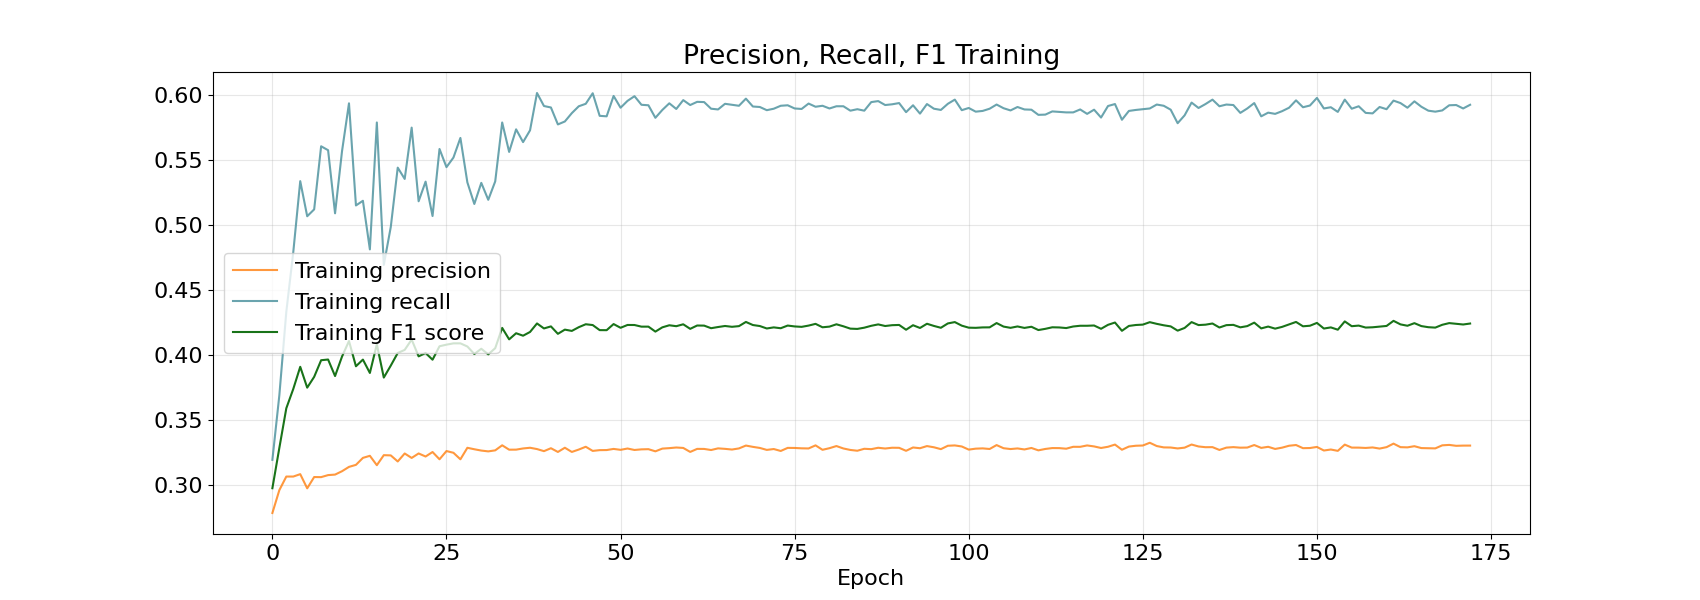 Precision, Recall, F1 Training
0.60
0.55
0.50
0.45
0.40
0.35
0.30
Training precision
Training recall
Training F1 score
0 25 50 75 100 125 150 175
Epoch